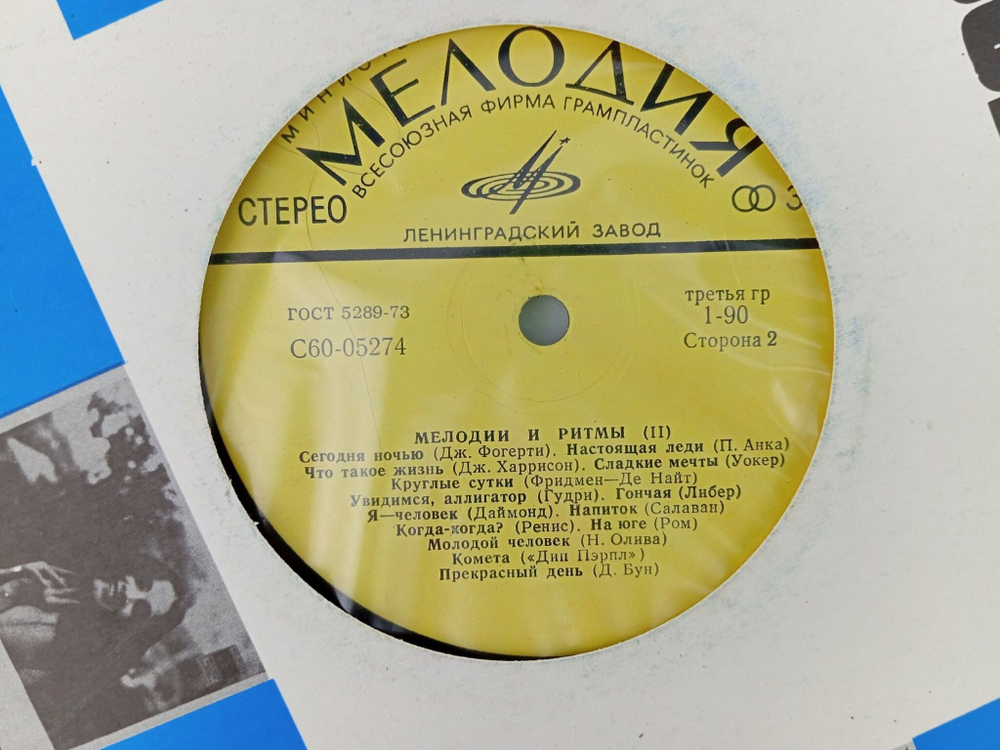 МИНИСТ
МЕЛОДИЯ
ВСЕСОЮЗНАЯ ФИРМА ГРАМПЛАСТИНОК
СТЕРЕО
ЛЕНИНГРАДСКИЙ ЗАВОД
ГОСТ 5289-73
С60-05274
третья гр
1-90
Сторона 2
МЕЛОДИИ И РИТМЫ (II)
Сегодня ночью (Дж. Фогерти). Настоящая леди (П. Анка)
Что такое жизнь (Дж. Харрисон). Сладкие мечты (Уокер)
Круглые сутки (Фридмен—Де Найт)
Увидимся, аллигатор (Гудри). Гончая (Либер)
Я—человек (Даймонд). Напиток (Салаван)
Когда-когда? (Ренис). На юге (Ром)
Молодой человек (Н. Олива)
Комета («Дип Пэрпл»)
Прекрасный день (Д. Бун)